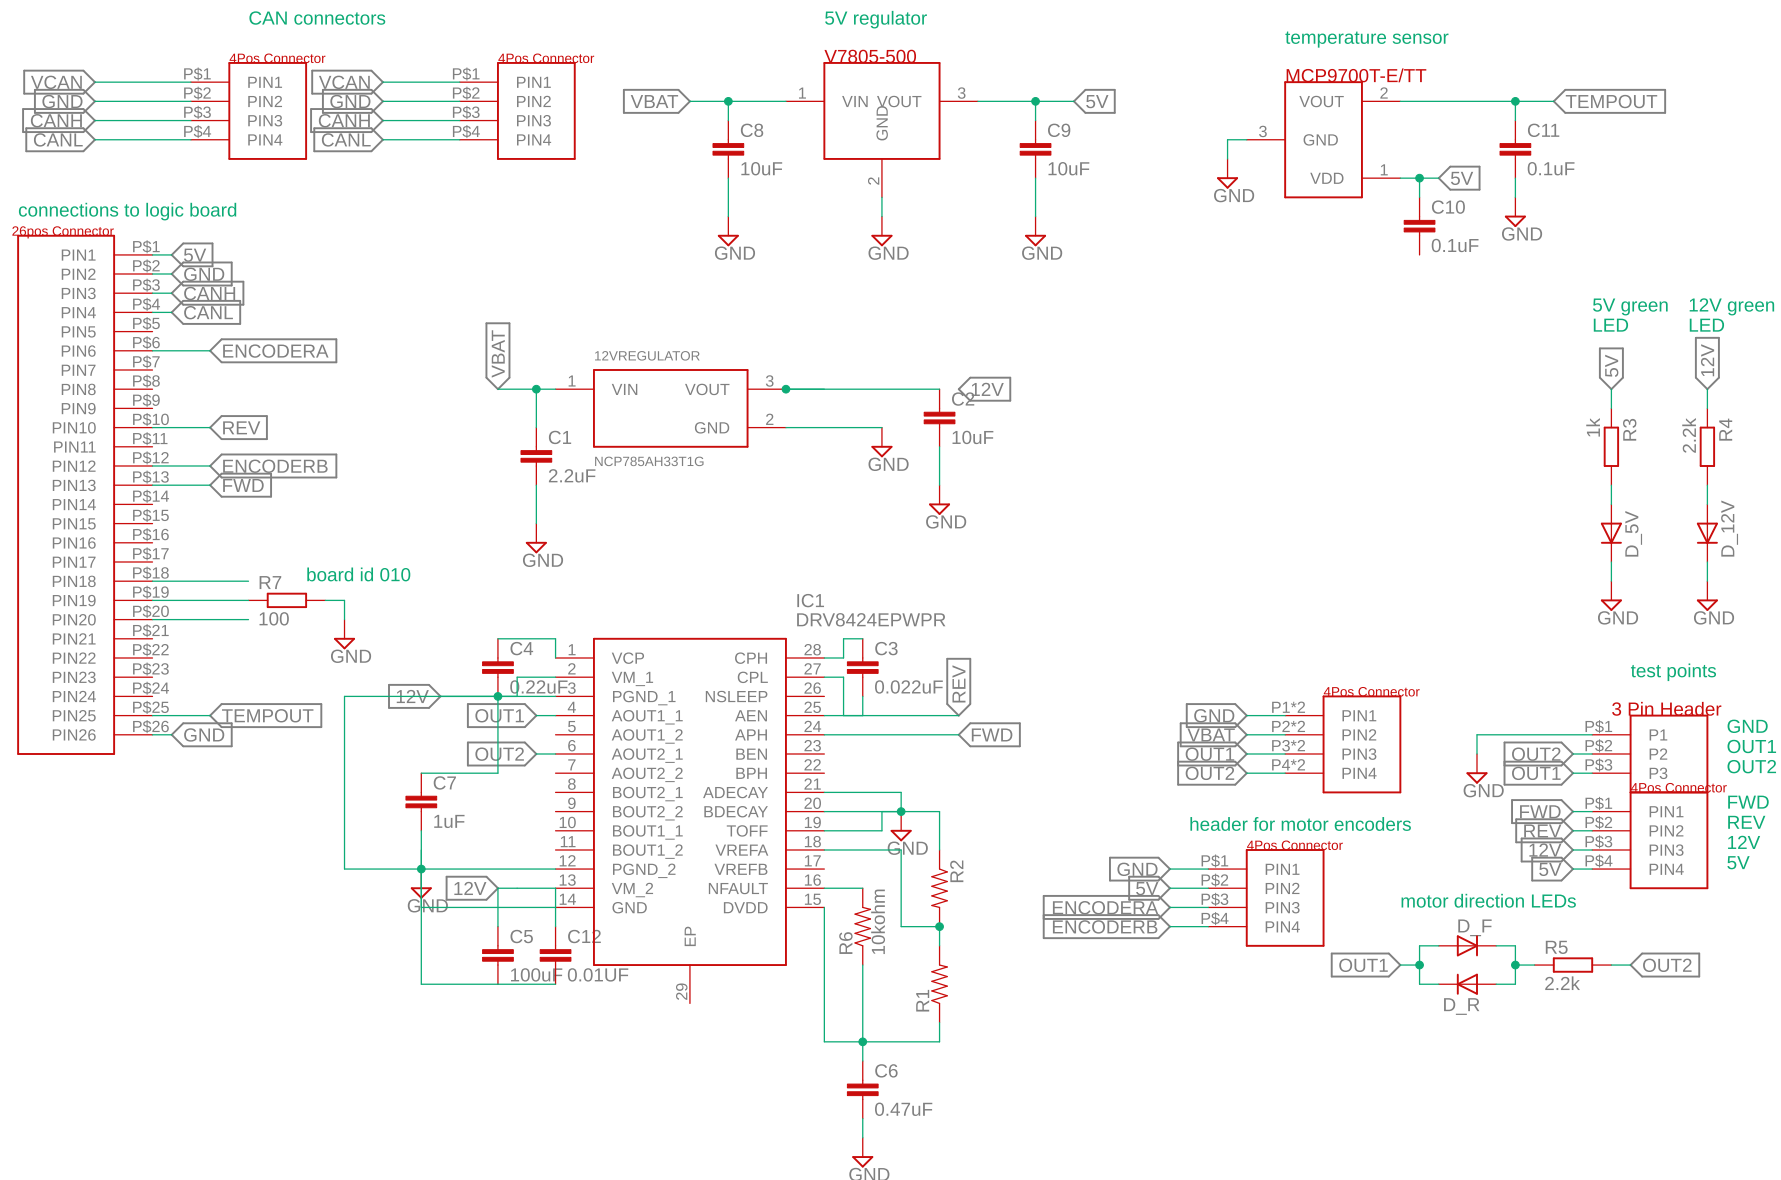 CAN connectors
4Pos Connector
VCAN
GND
CANH
CANL
P$1
P$2
P$3
P$4
PIN1
PIN2
PIN3
PIN4
4Pos Connector
VCAN
GND
CANH
CANL
P$1
P$2
P$3
P$4
PIN1
PIN2
PIN3
PIN4
5V regulator
V7805-500
VBAT
1
VIN
VOUT
GND
3
5V
2
C8
10uF
C9
10uF
GND
GND
GND
temperature sensor
MCP9700T-E/TT
VOUT
GND
VDD
2
3
1
TEMPOUT
5V
C11
0.1uF
C10
0.1uF
GND
GND
connections to logic board
26pos Connector
PIN1 P$1 5V
PIN2 P$2 GND
PIN3 P$3 CANH
PIN4 P$4 CANL
PIN5 P$5
PIN6 P$6 ENCODERA
PIN7 P$7
PIN8 P$8
PIN9 P$9
PIN10 P$10 REV
PIN11 P$11
PIN12 P$12 ENCODERB
PIN13 P$13 FWD
PIN14 P$14
PIN15 P$15
PIN16 P$16
PIN17 P$17
PIN18 P$18
PIN19 P$19
PIN20 P$20
PIN21 P$21
PIN22 P$22
PIN23 P$23
PIN24 P$24
PIN25 P$25 TEMPOUT
PIN26 P$26 GND
board id 010
R7
100
GND
VBAT
12VREGULATOR
1
VIN
VOUT
GND
3
2
NCP785AH33T1G
C1
2.2uF
GND
GND
12V
C2
10uF
GND
5V green
LED
5V
1k
R3
D_5V
GND
12V green
LED
12V
2.2k
R4
D_12V
GND
IC1
DRV8424EPWPR
1 VCP
2 VM_1
3 PGND_1
4 AOUT1_1
5 AOUT1_2
6 AOUT2_1
7 AOUT2_2
8 BOUT2_1
9 BOUT2_2
10 BOUT1_1
11 BOUT1_2
12 PGND_2
13 VM_2
14 GND
CPH 28
CPL 27
NSLEEP 26
AEN 25
APH 24
BEN 23
BPH 22
ADECAY 21
BDECAY 20
TOFF 19
VREFA 18
VREFB 17
NFAULT 16
DVDD 15
EP
29
C4
0.22uF
12V
OUT1
OUT2
C7
1uF
GND
12V
C5
100uF
C12
0.01UF
C3
0.022uF
REV
FWD
GND
R2
R6
10kohm
R1
C6
0.47uF
GND
4Pos Connector
GND P1*2 PIN1
VBAT P2*2 PIN2
OUT1 P3*2 PIN3
OUT2 P4*2 PIN4
header for motor encoders
4Pos Connector
GND P$1 PIN1
5V P$2 PIN2
ENCODERA P$3 PIN3
ENCODERB P$4 PIN4
test points
3 Pin Header
P$1 P1 GND
OUT2 P$2 P2 OUT1
OUT1 P$3 P3 OUT2
GND
4Pos Connector
FWD P$1 PIN1 FWD
REV P$2 PIN2 REV
12V P$3 PIN3 12V
5V P$4 PIN4 5V
motor direction LEDs
D_F
OUT1
D_R
R5
2.2k
OUT2